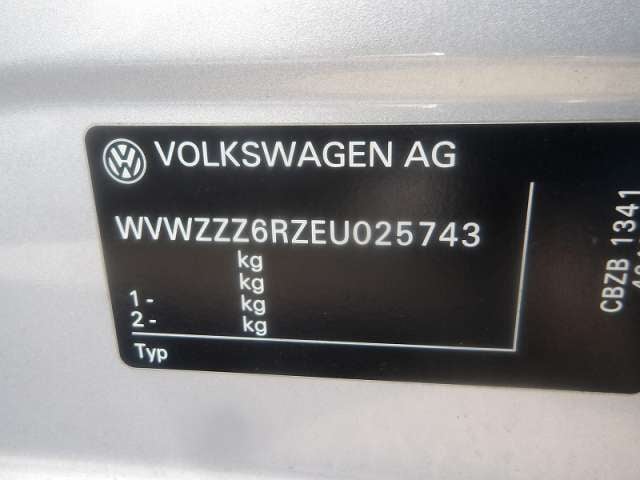 VOLKSWAGEN AG
WVWZZZ6RZEU025743
kg
kg
1 - kg
2 - kg
Typ
CBZB 1341